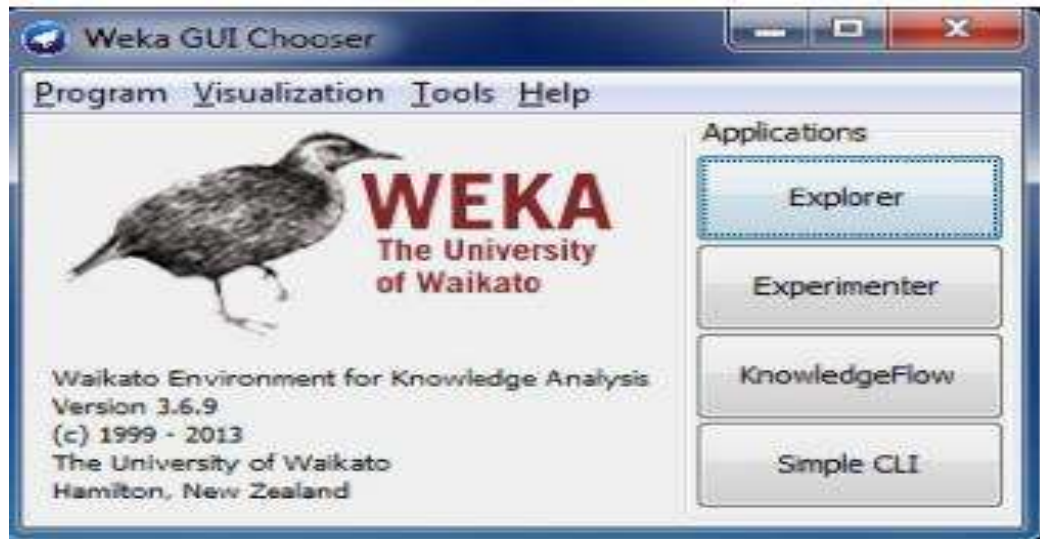 Weka GUI Chooser
Program Visualization Tools Help
WEKA
The University
of Waikato
Waikato Environment for Knowledge Analysis
Version 3.6.9
(c) 1999 - 2013
The University of Waikato
Hamilton, New Zealand
Applications
Explorer
Experimenter
KnowledgeFlow
Simple CLI